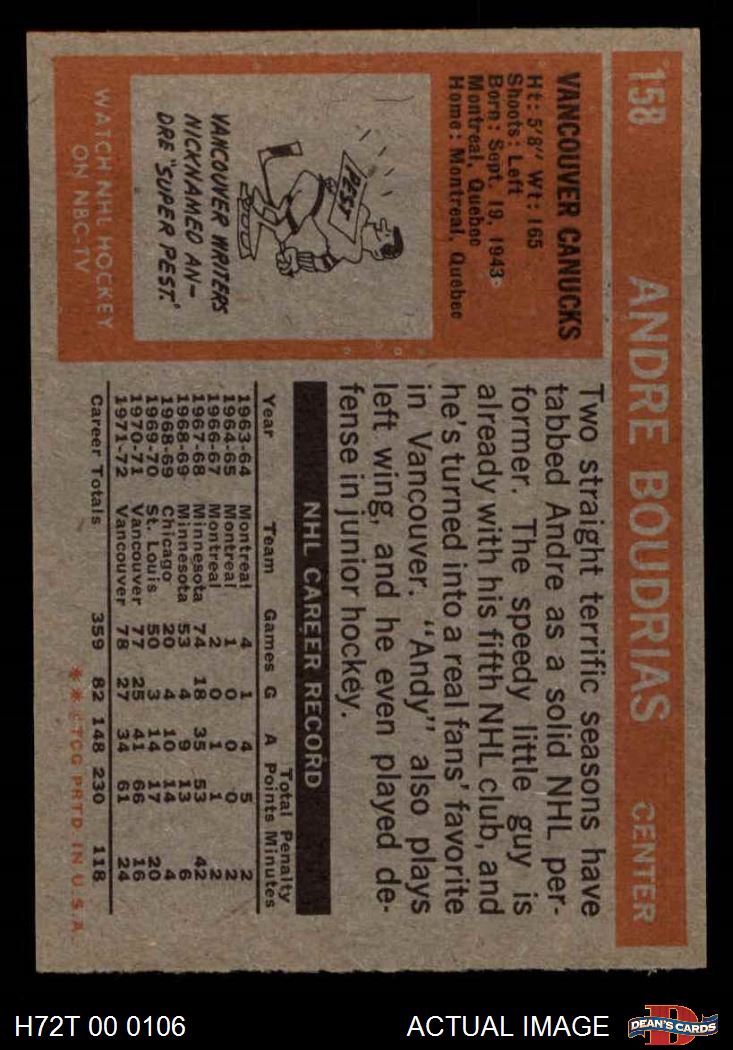 158 ANDRE BOUDRIAS CENTER
VANCOUVER CANUCKS
Ht: 5'8" Wt: 165
Shoots: Left
Born: Sept. 19, 1943
Montreal, Quebec
Home: Montreal, Quebec
PEST
VANCOUVER WRITERS
NICKNAMED AN-
DRE "SUPER PEST."
WATCH NHL HOCKEY
ON NBC-TV
Two straight terrific seasons have
tabbed Andre as a solid NHL per-
former. The speedy little guy is
already with his fifth NHL club, and
he's turned into a real fans' favorite
in Vancouver. "Andy" also plays
left wing, and he even played de-
fense in junior hockey.
NHL CAREER RECORD
Total Penalty
Year Team Games G A Points Minutes
1963-64 Montreal 4 1 4 5 2
1964-65 Montreal 1 0 0 0 2
1966-67 Montreal 2 0 1 1 2
1967-68 Minnesota 74 18 35 53 42
1968-69 Minnesota 53 4 9 13 6
1968-69 Chicago 20 4 10 14 4
1969-70 St. Louis 50 3 14 17 20
1970-71 Vancouver 77 25 41 66 16
1971-72 Vancouver 78 27 34 61 24
Career Totals 359 82 148 230 118
** © TCG PRTD. IN U.S.A.
H72T 00 0106
ACTUAL IMAGE
D
DEAN'S CARDS